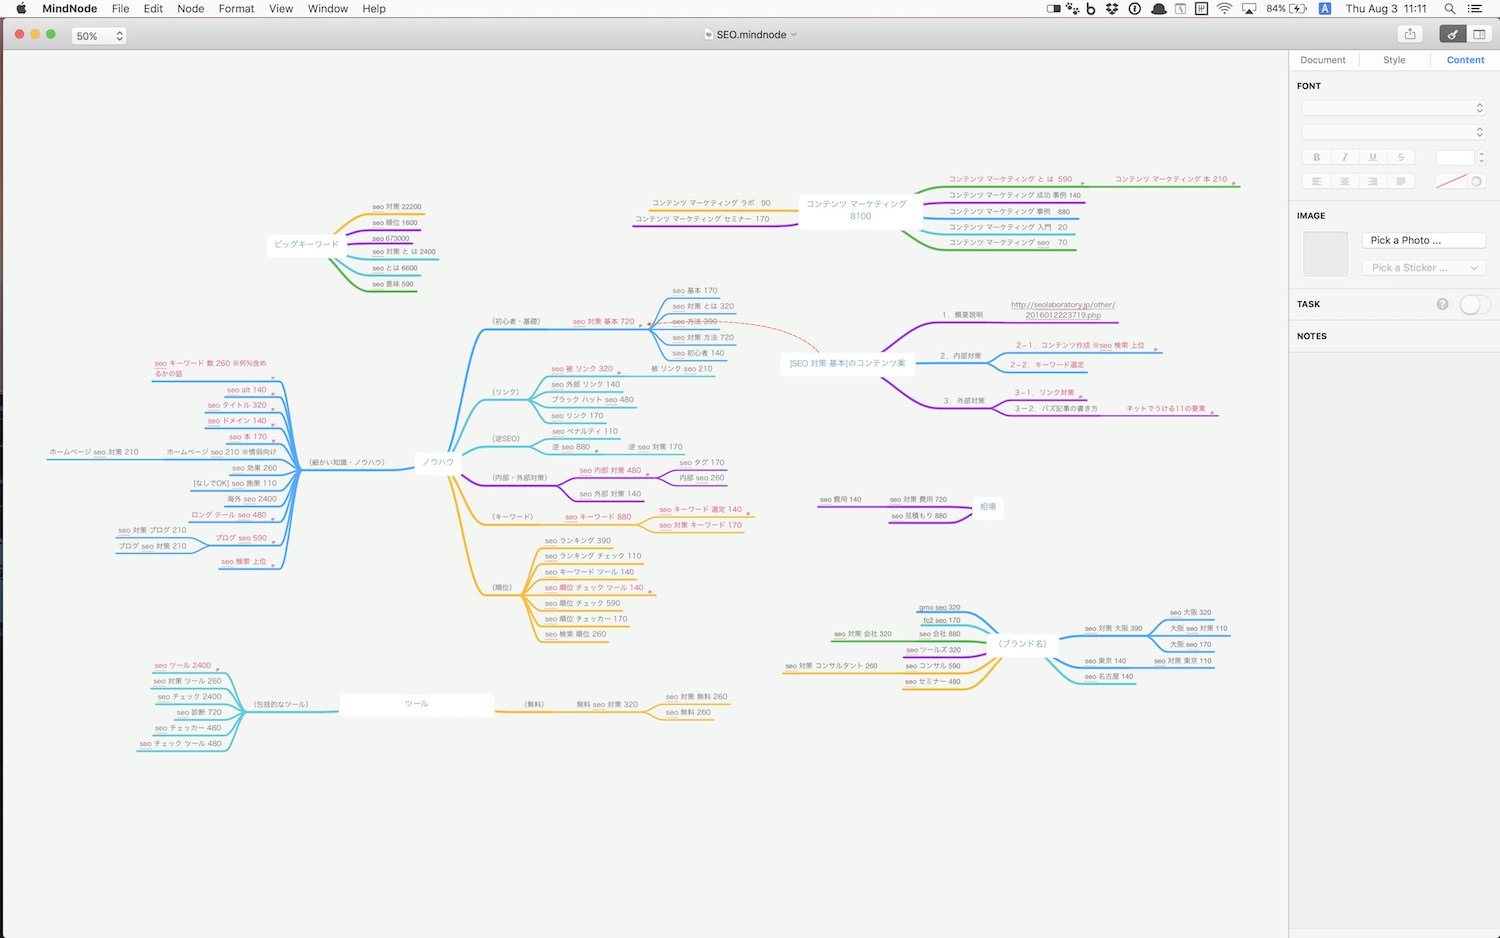 MindNode File Edit Node Format View Window Help
84% A Thu Aug 3 11:11
50%
SEO.mindnode
Document Style Content
FONT
B I U S
IMAGE
Pick a Photo ...
Pick a Sticker ...
TASK ?
NOTES
ビッグキーワード
seo 対策 22200
seo 順位 1600
seo 673000
seo 対策 と は 2400
seo とは 6600
seo 意味 590
コンテンツ マーケティング
8100
コンテンツ マーケティング ラボ 90
コンテンツ マーケティング セミナー 170
コンテンツ マーケティング と は 590
コンテンツ マーケティング 本 210
コンテンツ マーケティング 成功 事例 140
コンテンツ マーケティング 事例 880
コンテンツ マーケティング 入門 20
コンテンツ マーケティング seo 70
ノウハウ
(初心者・基礎)
seo 対策 基本 720
seo 基本 170
seo 対策 とは 320
seo 方法 390
seo 対策 方法 720
seo 初心者 140
(リンク)
seo 被 リンク 320
被 リンク seo 210
seo 外部 リンク 140
ブラック ハット seo 480
seo リンク 170
(逆SEO)
seo ペナルティ 110
逆 seo 880
逆 seo 対策 170
(内部・外部対策)
seo 内部 対策 480
seo タグ 170
内部 seo 260
seo 外部 対策 140
(キーワード)
seo キーワード 880
seo キーワード 選定 140
seo 対策 キーワード 170
(順位)
seo ランキング 390
seo ランキング チェック 110
seo キーワード ツール 140
seo 順位 チェック ツール 140
seo 順位 チェック 590
seo 順位 チェッカー 170
seo 検索 順位 260
(細かい知識・ノウハウ)
seo キーワード 数 260 ※何%含め
るかの話
seo alt 140
seo タイトル 320
seo ドメイン 140
seo 本 170
ホームページ seo 対策 210
ホームページ seo 210 ※情弱向け
seo 効果 260
[なしでOK] seo 施策 110
海外 seo 2400
ロング テール seo 480
seo 対策 ブログ 210
ブログ seo 対策 210
ブログ seo 590
seo 検索 上位
[SEO 対策 基本]のコンテンツ案
1、概要説明
http://seolaboratory.jp/other/
2016012223719.php
2、内部対策
2−1、コンテンツ作成 ※seo 検索 上位
2−2、キーワード選定
3、外部対策
3−1、リンク対策
3−2、バズ記事の書き方
ネットでうける11の要素
相場
seo 費用 140
seo 対策 費用 720
seo 見積もり 880
(ブランド名)
gmo seo 320
fc2 seo 170
seo 対策 会社 320
seo 会社 880
seo ツールズ 320
seo 対策 コンサルタント 260
seo コンサル 590
seo セミナー 480
seo 対策 大阪 390
seo 大阪 320
大阪 seo 対策 110
大阪 seo 170
seo 東京 140
seo 対策 東京 110
seo 名古屋 140
ツール
(包括的なツール)
seo ツール 2400
seo 対策 ツール 260
seo チェック 2400
seo 診断 720
seo チェッカー 480
seo チェック ツール 480
(無料)
無料 seo 対策 320
seo 対策 無料 260
seo 無料 260